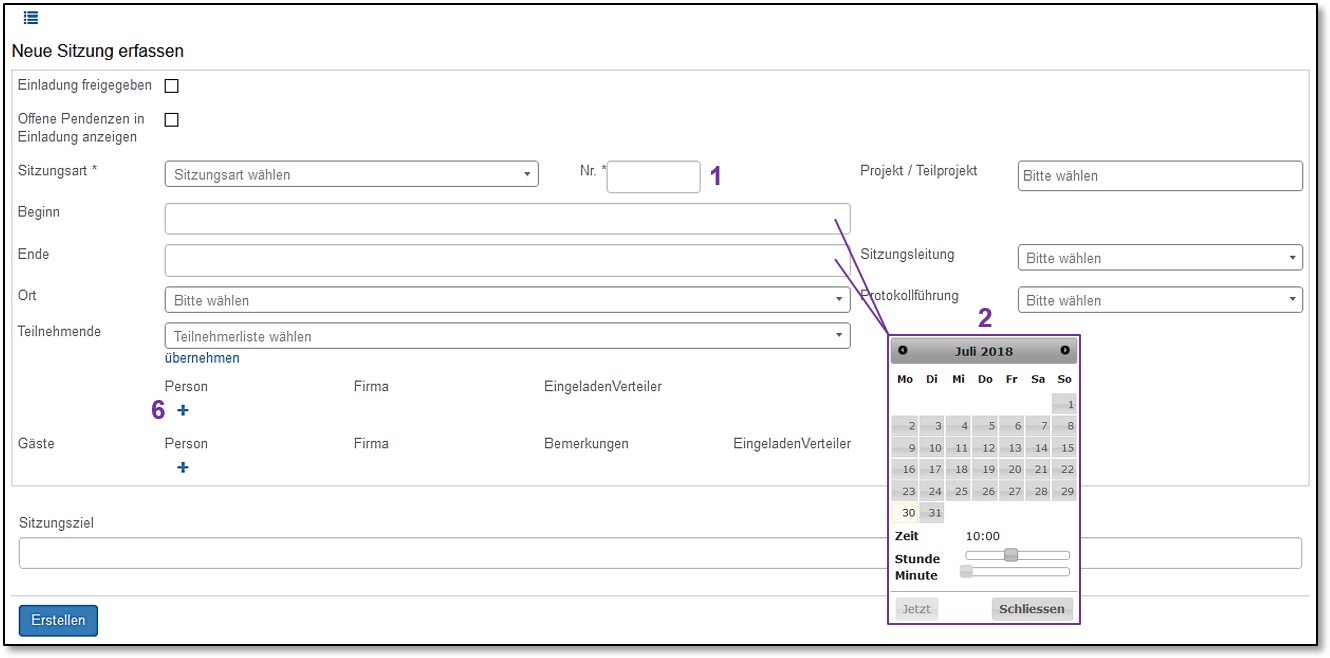 Neue Sitzung erfassen
Einladung freigegeben
Offene Pendenzen in
Einladung anzeigen
Sitzungsart * Sitzungsart wählen Nr. * 1 Projekt / Teilprojekt Bitte wählen
Beginn
Ende Sitzungsleitung Bitte wählen
Ort Bitte wählen Protokollführung Bitte wählen
Teilnehmende Teilnehmerliste wählen
übernehmen
Person Firma EingeladenVerteiler
6 +
Gäste Person Firma Bemerkungen EingeladenVerteiler
+
2
Juli 2018
Mo Di Mi Do Fr Sa So
1
2 3 4 5 6 7 8
9 10 11 12 13 14 15
16 17 18 19 20 21 22
23 24 25 26 27 28 29
30 31
Zeit 10:00
Stunde
Minute
Jetzt Schliessen
Sitzungsziel
Erstellen